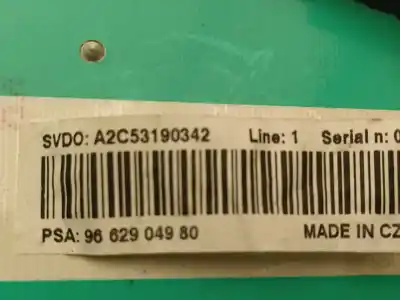 SVDO: A2C53190342 Line: 1 Serial n: 0
PSA: 96 629 049 80 MADE IN CZ